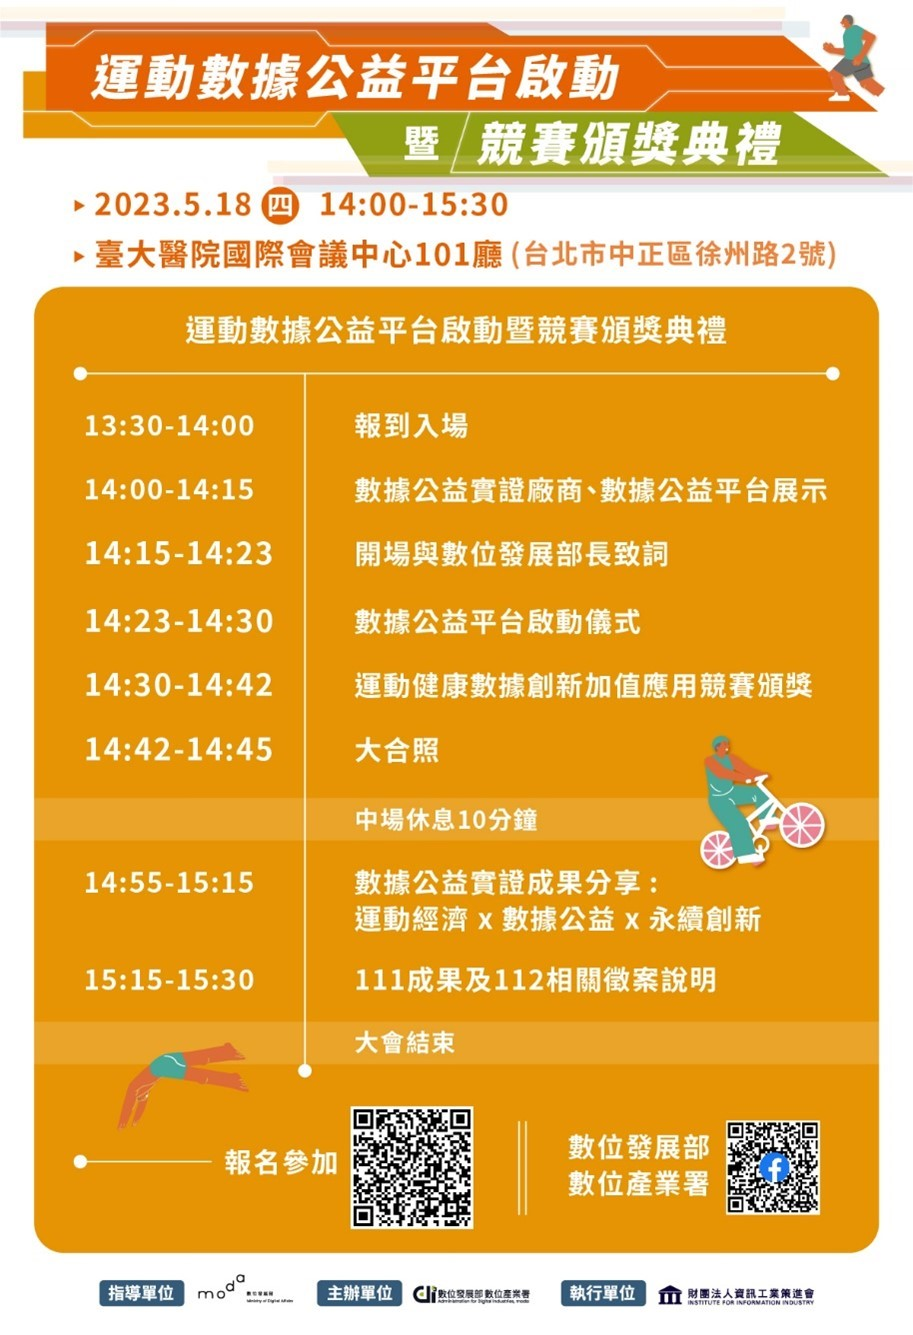 運動數據公益平台啟動
暨 / 競賽頒獎典禮
2023.5.18 四 14:00-15:30
臺大醫院國際會議中心101廳 (台北市中正區徐州路2號)
運動數據公益平台啟動暨競賽頒獎典禮
13:30-14:00 報到入場
14:00-14:15 數據公益實證廠商、數據公益平台展示
14:15-14:23 開場與數位發展部長致詞
14:23-14:30 數據公益平台啟動儀式
14:30-14:42 運動健康數據創新加值應用競賽頒獎
14:42-14:45 大合照
中場休息10分鐘
14:55-15:15 數據公益實證成果分享：
運動經濟 x 數據公益 x 永續創新
15:15-15:30 111成果及112相關徵案說明
大會結束
報名參加
數位發展部
數位產業署
指導單位 moda 數位發展部 Ministry of Digital Affairs
主辦單位 數位發展部數位產業署 Administration for Digital Industries, moda
執行單位 財團法人資訊工業策進會 INSTITUTE FOR INFORMATION INDUSTRY